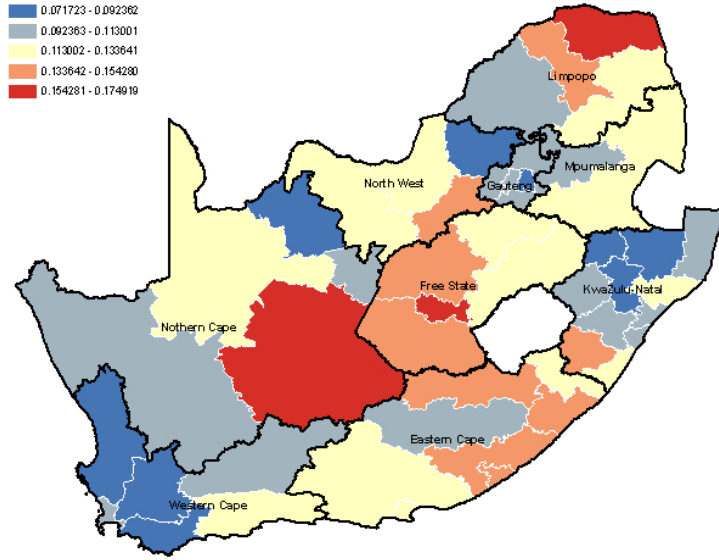 0.071723 - 0.092362
0.092363 - 0.113001
0.113002 - 0.133641
0.133642 - 0.154280
0.154281 - 0.174919
Limpopo
Mpumalanga
North West
Gauteng
Free State
KwaZulu-Natal
Nothern Cape
Eastern Cape
Western Cape